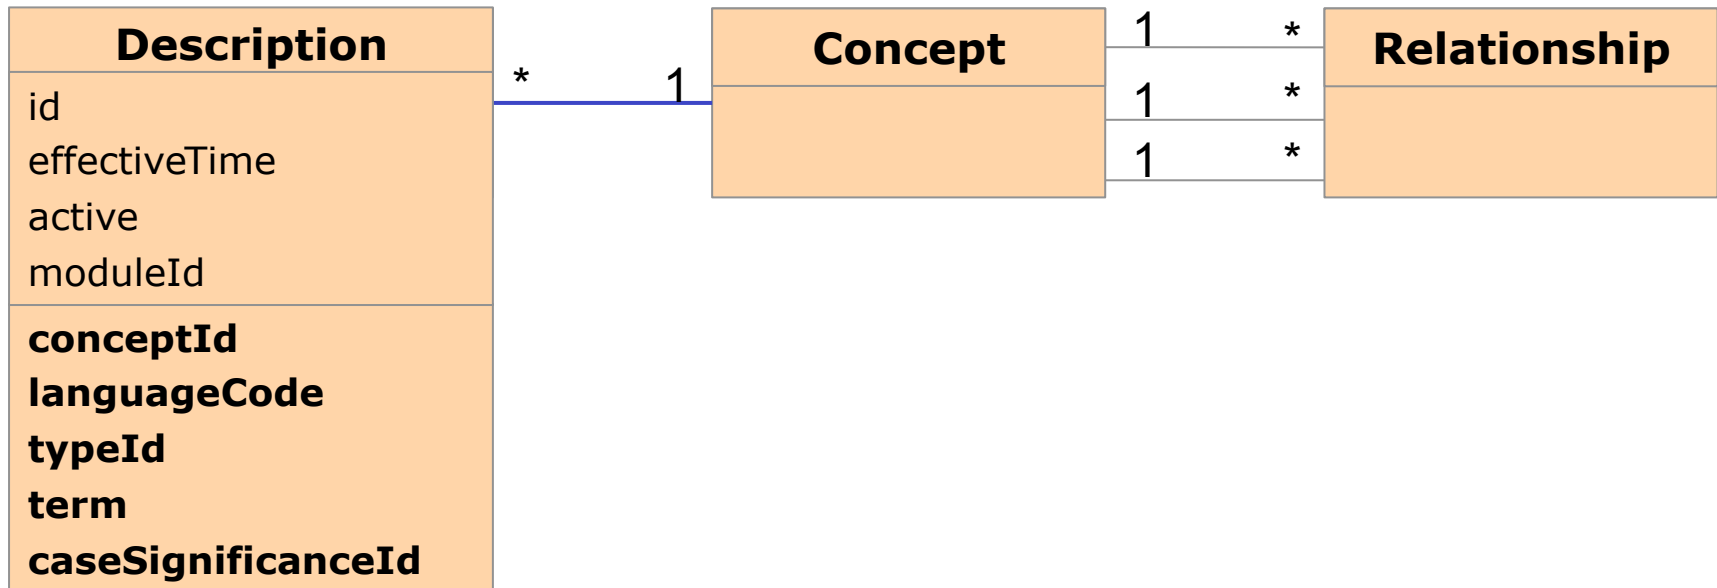 Description
id
effectiveTime
active
moduleId
conceptId
languageCode
typeId
term
caseSignificanceId
* 1
Concept
1 *
1 *
1 *
Relationship